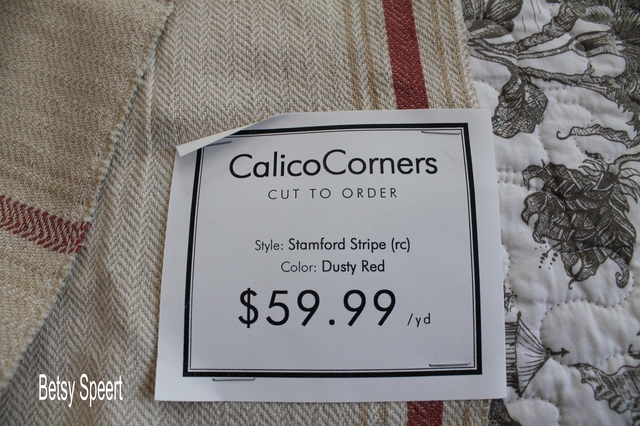 CalicoCorners
CUT TO ORDER
Style: Stamford Stripe (rc)
Color: Dusty Red
$59.99 /yd
Betsy Speert